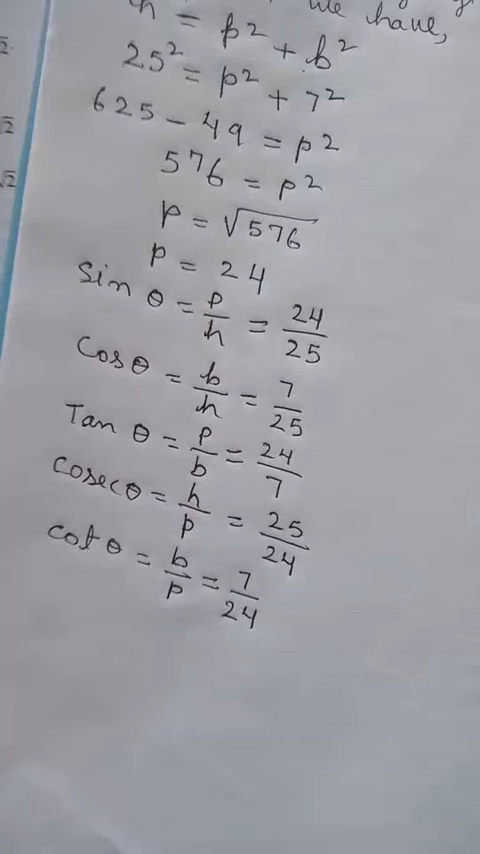 we have,
h = p² + b²
25² = p² + 7²
625 - 49 = p²
576 = p²
p = √576
p = 24
Sin θ = p/h = 24/25
Cos θ = b/h = 7/25
Tan θ = p/b = 24/7
Cosec θ = h/p = 25/24
cot θ = b/p = 7/24